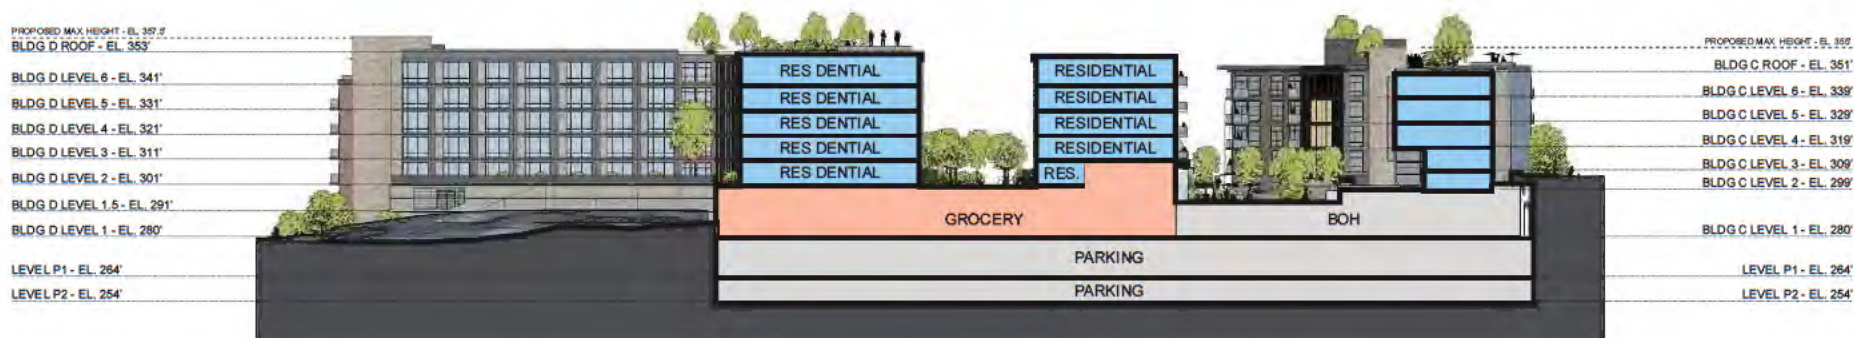 PROPOSED MAX HEIGHT - EL. 357.5'
BLDG D ROOF - EL. 353'
BLDG D LEVEL 6 - EL. 341'
BLDG D LEVEL 5 - EL. 331'
BLDG D LEVEL 4 - EL. 321'
BLDG D LEVEL 3 - EL. 311'
BLDG D LEVEL 2 - EL. 301'
BLDG D LEVEL 1.5 - EL. 291'
BLDG D LEVEL 1 - EL. 280'
LEVEL P1 - EL. 264'
LEVEL P2 - EL. 254'
RES DENTIAL
RES DENTIAL
RES DENTIAL
RES DENTIAL
RES DENTIAL
RESIDENTIAL
RESIDENTIAL
RESIDENTIAL
RESIDENTIAL
RES.
GROCERY
BOH
PARKING
PARKING
PROPOSED MAX HEIGHT - EL.
BLDG C ROOF - EL. 351'
BLDG C LEVEL 6 - EL. 339'
BLDG C LEVEL 5 - EL. 329'
BLDG C LEVEL 4 - EL. 319'
BLDG C LEVEL 3 - EL. 309'
BLDG C LEVEL 2 - EL. 299'
BLDG C LEVEL 1 - EL. 280'
LEVEL P1 - EL. 264'
LEVEL P2 - EL. 254'